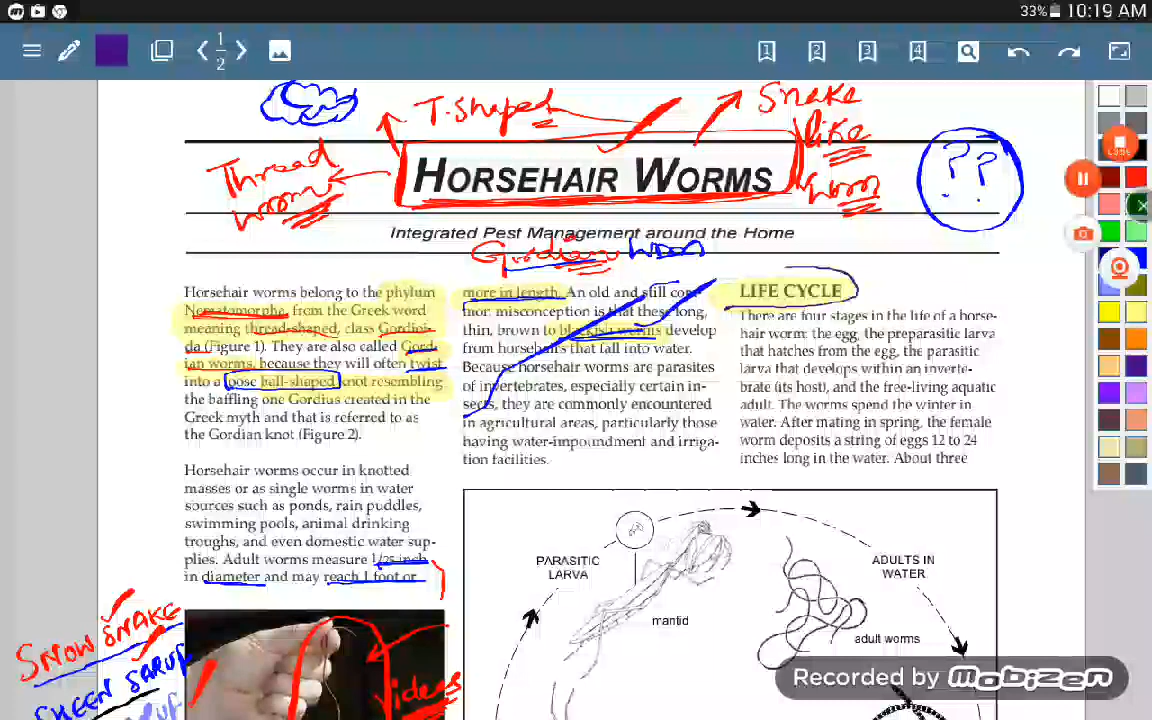 33% 10:19 AM
1
2
1 2 3 4
T.shaped
Snake
like
worm
Thread
worm
HORSEHAIR WORMS
??
Integrated Pest Management around the Home
Gordian worm
Horsehair worms belong to the phylum
Nematomorpha, from the Greek word
meaning thread-shaped, class Gordioi-
da (Figure 1). They are also called Gord-
ian worms, because they will often twist
into a loose ball-shaped knot resembling
the baffling one Gordius created in the
Greek myth and that is referred to as
the Gordian knot (Figure 2).
Horsehair worms occur in knotted
masses or as single worms in water
sources such as ponds, rain puddles,
swimming pools, animal drinking
troughs, and even domestic water sup-
plies. Adult worms measure 1/25 inch
in diameter and may reach 1 foot or
more in length. An old and still com-
mon misconception is that these long,
thin, brown to blackish worms develop
from horsehairs that fall into water.
Because horsehair worms are parasites
of invertebrates, especially certain in-
sects, they are commonly encountered
in agricultural areas, particularly those
having water-impoundment and irriga-
tion facilities.
LIFE CYCLE
There are four stages in the life of a horse-
hair worm: the egg, the preparasitic larva
that hatches from the egg, the parasitic
larva that develops within an inverte-
brate (its host), and the free-living aquatic
adult. The worms spend the winter in
water. After mating in spring, the female
worm deposits a string of eggs 12 to 24
inches long in the water. About three
PARASITIC
LARVA
mantid
ADULTS IN
WATER
adult worms
SNOW SNAKE
SHEEN SARUF
Videos
Recorded by mobizen